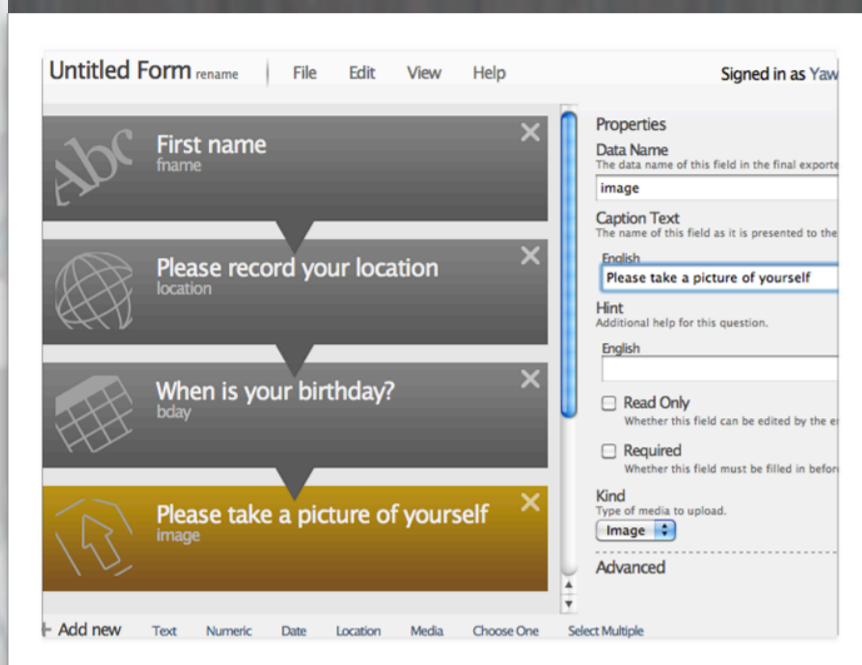 Untitled Form rename File Edit View Help Signed in as Yaw
Abc
First name
fname
Please record your location
location
When is your birthday?
bday
Please take a picture of yourself
image
Properties
Data Name
The data name of this field in the final exporte
image
Caption Text
The name of this field as it is presented to the
English
Please take a picture of yourself
Hint
Additional help for this question.
English
Read Only
Whether this field can be edited by the e
Required
Whether this field must be filled in befor
Kind
Type of media to upload.
Image
Advanced
+ Add new Text Numeric Date Location Media Choose One Select Multiple